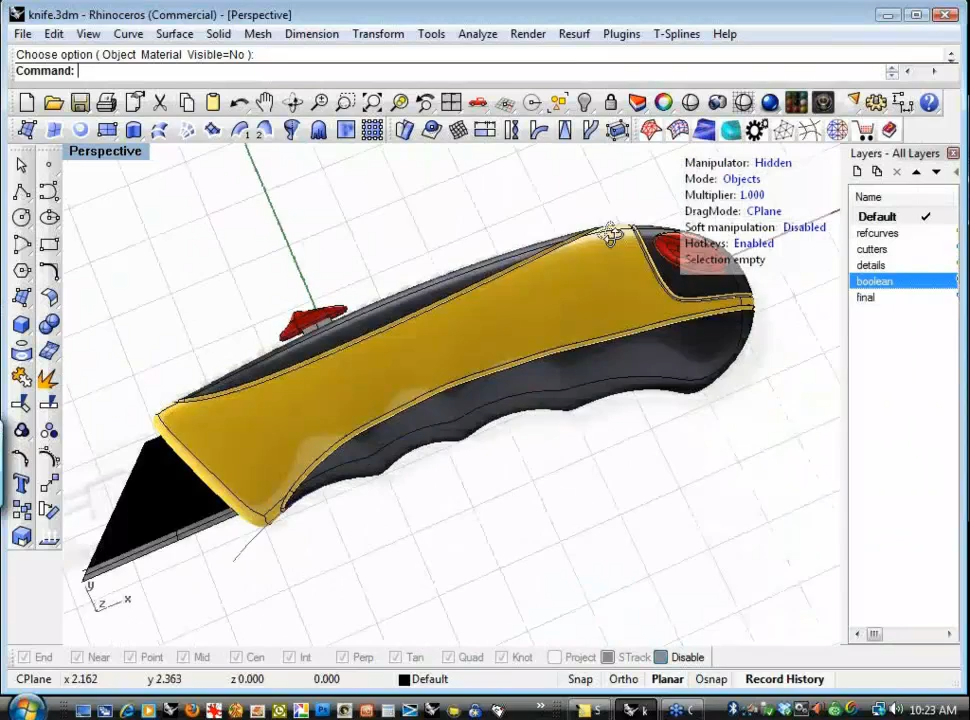 knife.3dm - Rhinoceros (Commercial) - [Perspective]
File Edit View Curve Surface Solid Mesh Dimension Transform Tools Analyze Render Resurf Plugins T-Splines Help
Choose option ( Object Material Visible=No ):
Command:
Perspective
Manipulator: Hidden
Mode: Objects
Multiplier: 1.000
DragMode: CPlane
Soft manipulation: Disabled
Hotkeys: Enabled
Selection empty
Layers - All Layers
Name
Default
refcurves
cutters
details
boolean
final
y
z x
End Near Point Mid Cen Int Perp Tan Quad Knot Project STrack Disable
CPlane x 2.162 y 2.363 z 0.000 0.000 Default Snap Ortho Planar Osnap Record History
S k C 10:23 AM